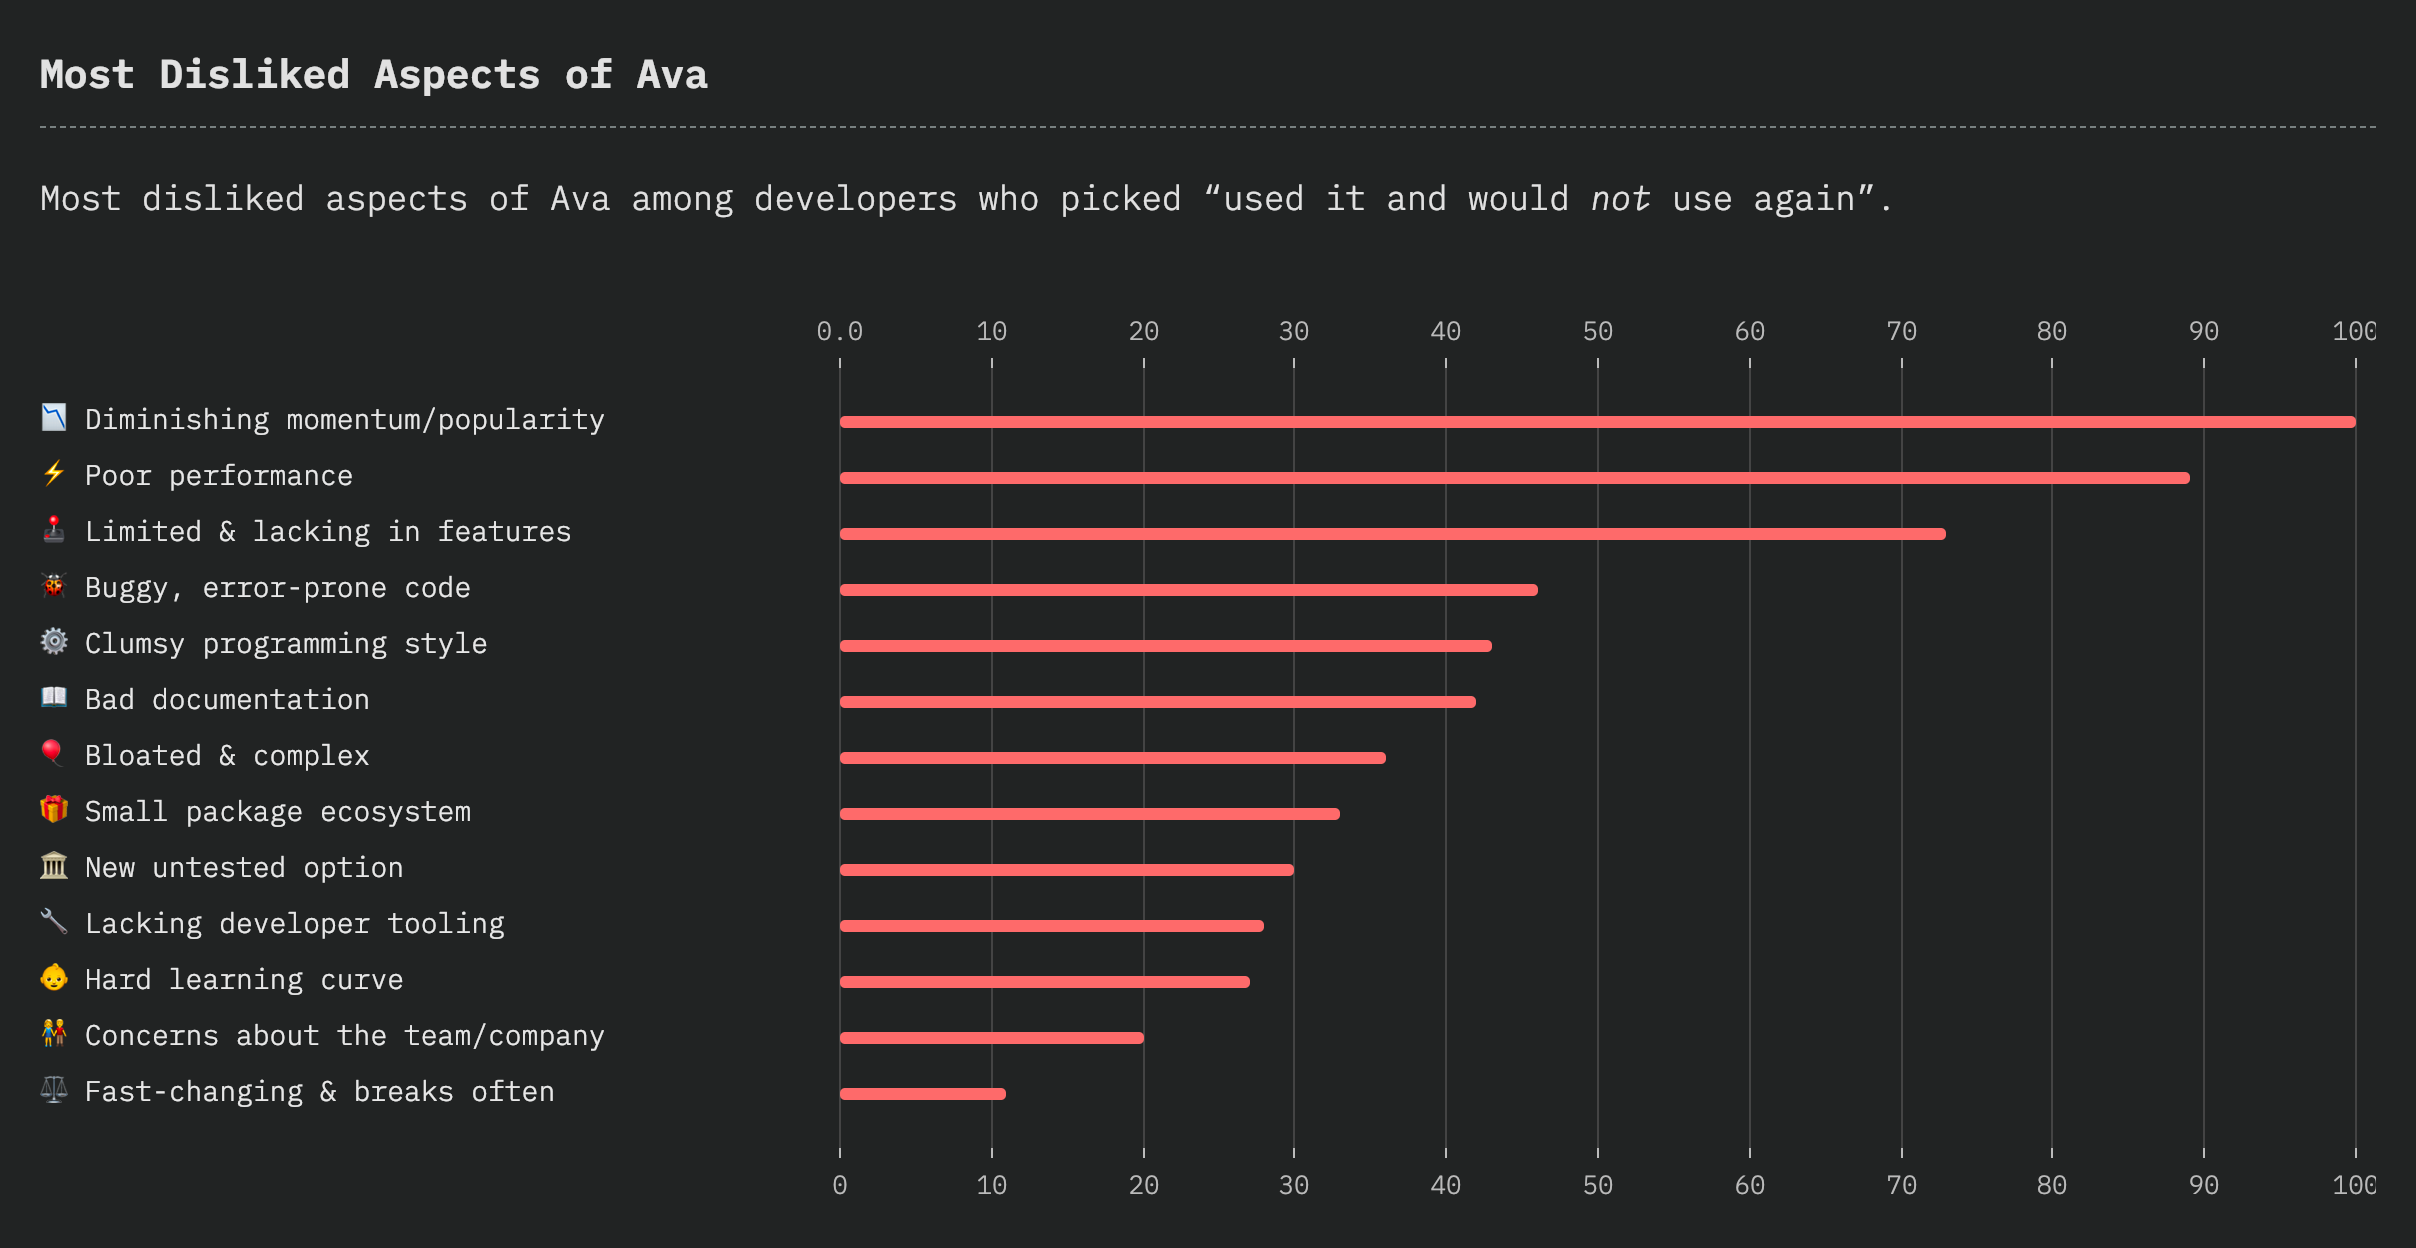 Most Disliked Aspects of Ava
Most disliked aspects of Ava among developers who picked “used it and would not use again”.
0.0 10 20 30 40 50 60 70 80 90 100
Diminishing momentum/popularity
Poor performance
Limited & lacking in features
Buggy, error-prone code
Clumsy programming style
Bad documentation
Bloated & complex
Small package ecosystem
New untested option
Lacking developer tooling
Hard learning curve
Concerns about the team/company
Fast-changing & breaks often
0 10 20 30 40 50 60 70 80 90 100